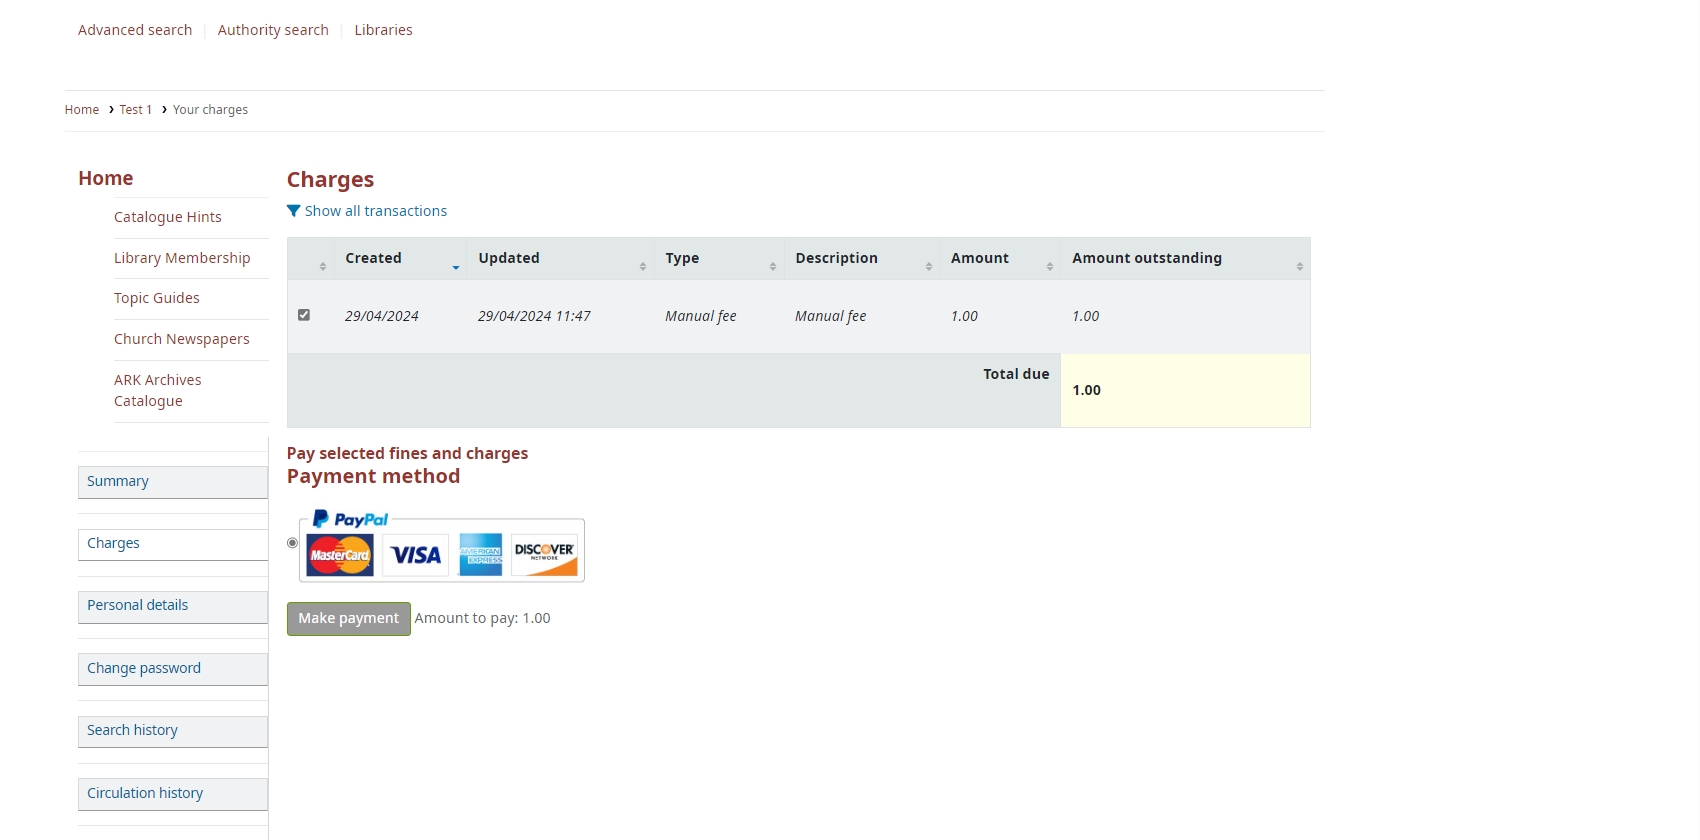 Advanced search
Authority search
Libraries
Home
Test 1
Your charges
Home
Catalogue Hints
Library Membership
Topic Guides
Church Newspapers
ARK Archives
Catalogue
Summary
Charges
Personal details
Change password
Search history
Circulation history
Charges
Show all transactions
Created Updated Type Description Amount Amount outstanding
29/04/2024 29/04/2024 11:47 Manual fee Manual fee 1.00 1.00
Total due 1.00
Pay selected fines and charges
Payment method
PayPal
MasterCard VISA AMERICAN EXPRESS DISCOVER NETWORK
Make payment Amount to pay: 1.00